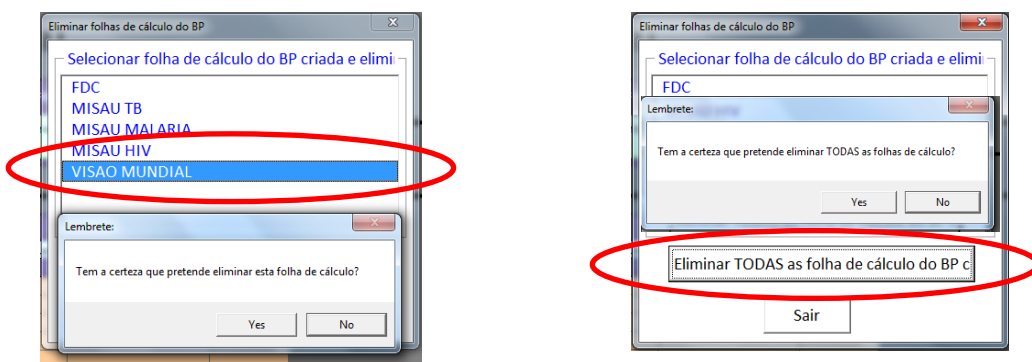 Eliminar folhas de cálculo do BP
Selecionar folha de cálculo do BP criada e elimi
FDC
MISAU TB
MISAU MALARIA
MISAU HIV
VISAO MUNDIAL
Lembrete:
Tem a certeza que pretende eliminar esta folha de cálculo?
Yes No
Eliminar folhas de cálculo do BP
Selecionar folha de cálculo do BP criada e elimi
FDC
Lembrete:
Tem a certeza que pretende eliminar TODAS as folhas de cálculo?
Yes No
Eliminar TODAS as folha de cálculo do BP c
Sair